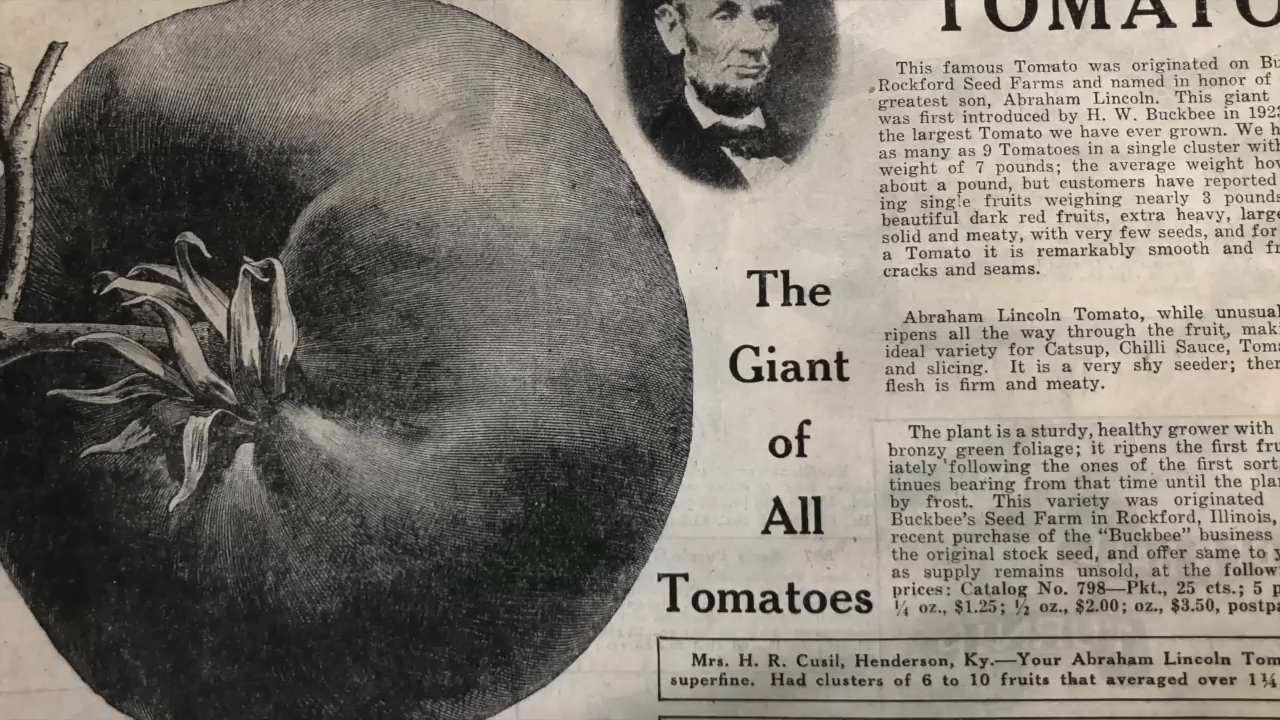 TOMATO
This famous Tomato was originated on Bu
Rockford Seed Farms and named in honor of
greatest son, Abraham Lincoln. This giant
was first introduced by H. W. Buckbee in 1923
the largest Tomato we have ever grown. We h
as many as 9 Tomatoes in a single cluster with
weight of 7 pounds; the average weight how
about a pound, but customers have reported
ing single fruits weighing nearly 3 pounds
beautiful dark red fruits, extra heavy, large
solid and meaty, with very few seeds, and for
a Tomato it is remarkably smooth and fr
cracks and seams.
Abraham Lincoln Tomato, while unusual
ripens all the way through the fruit, mak
ideal variety for Catsup, Chilli Sauce, Toma
and slicing. It is a very shy seeder; ther
flesh is firm and meaty.
The plant is a sturdy, healthy grower with
bronzy green foliage; it ripens the first fru
iately following the ones of the first sort
tinues bearing from that time until the plan
by frost. This variety was originated
Buckbee's Seed Farm in Rockford, Illinois,
recent purchase of the "Buckbee" business
the original stock seed, and offer same to y
as supply remains unsold, at the follow
prices: Catalog No. 798—Pkt., 25 cts.; 5 p
¼ oz., $1.25; ½ oz., $2.00; oz., $3.50, postpa
The
Giant
of
All
Tomatoes
Mrs. H. R. Cusil, Henderson, Ky.—Your Abraham Lincoln Tom
superfine. Had clusters of 6 to 10 fruits that averaged over 1¼